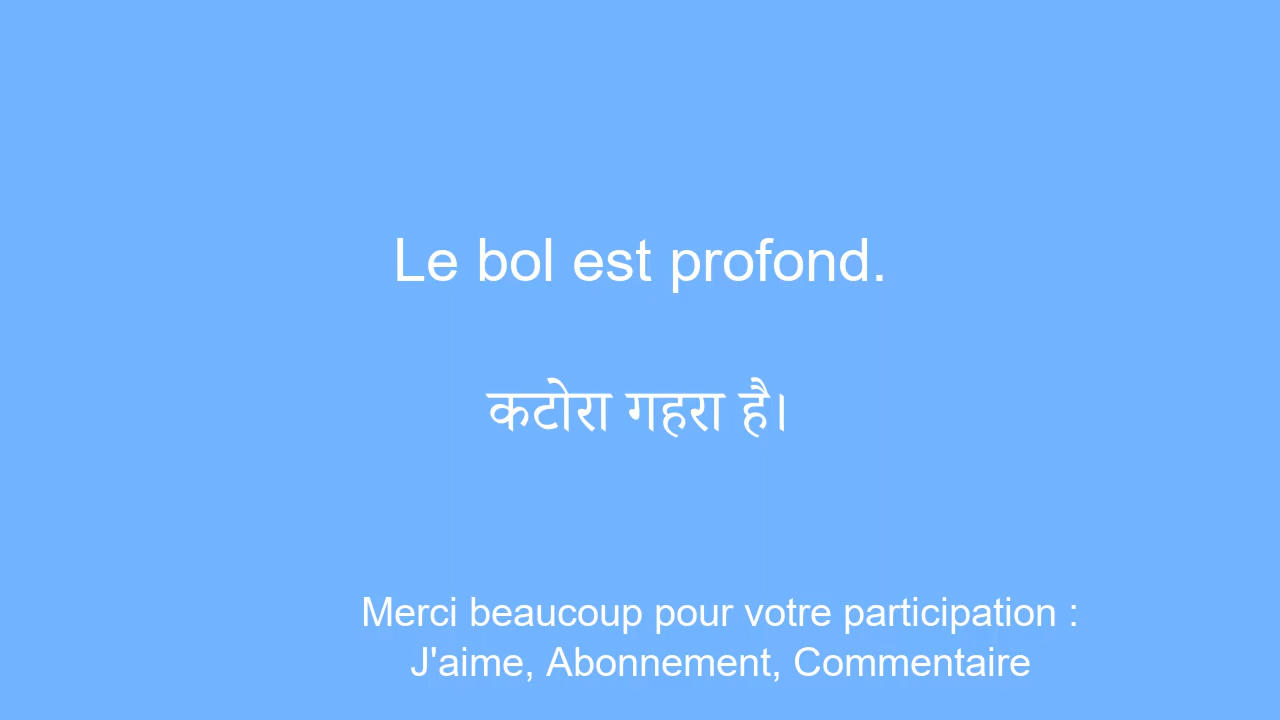 Le bol est profond.
कटोरा गहरा है।
Merci beaucoup pour votre participation :
J'aime, Abonnement, Commentaire